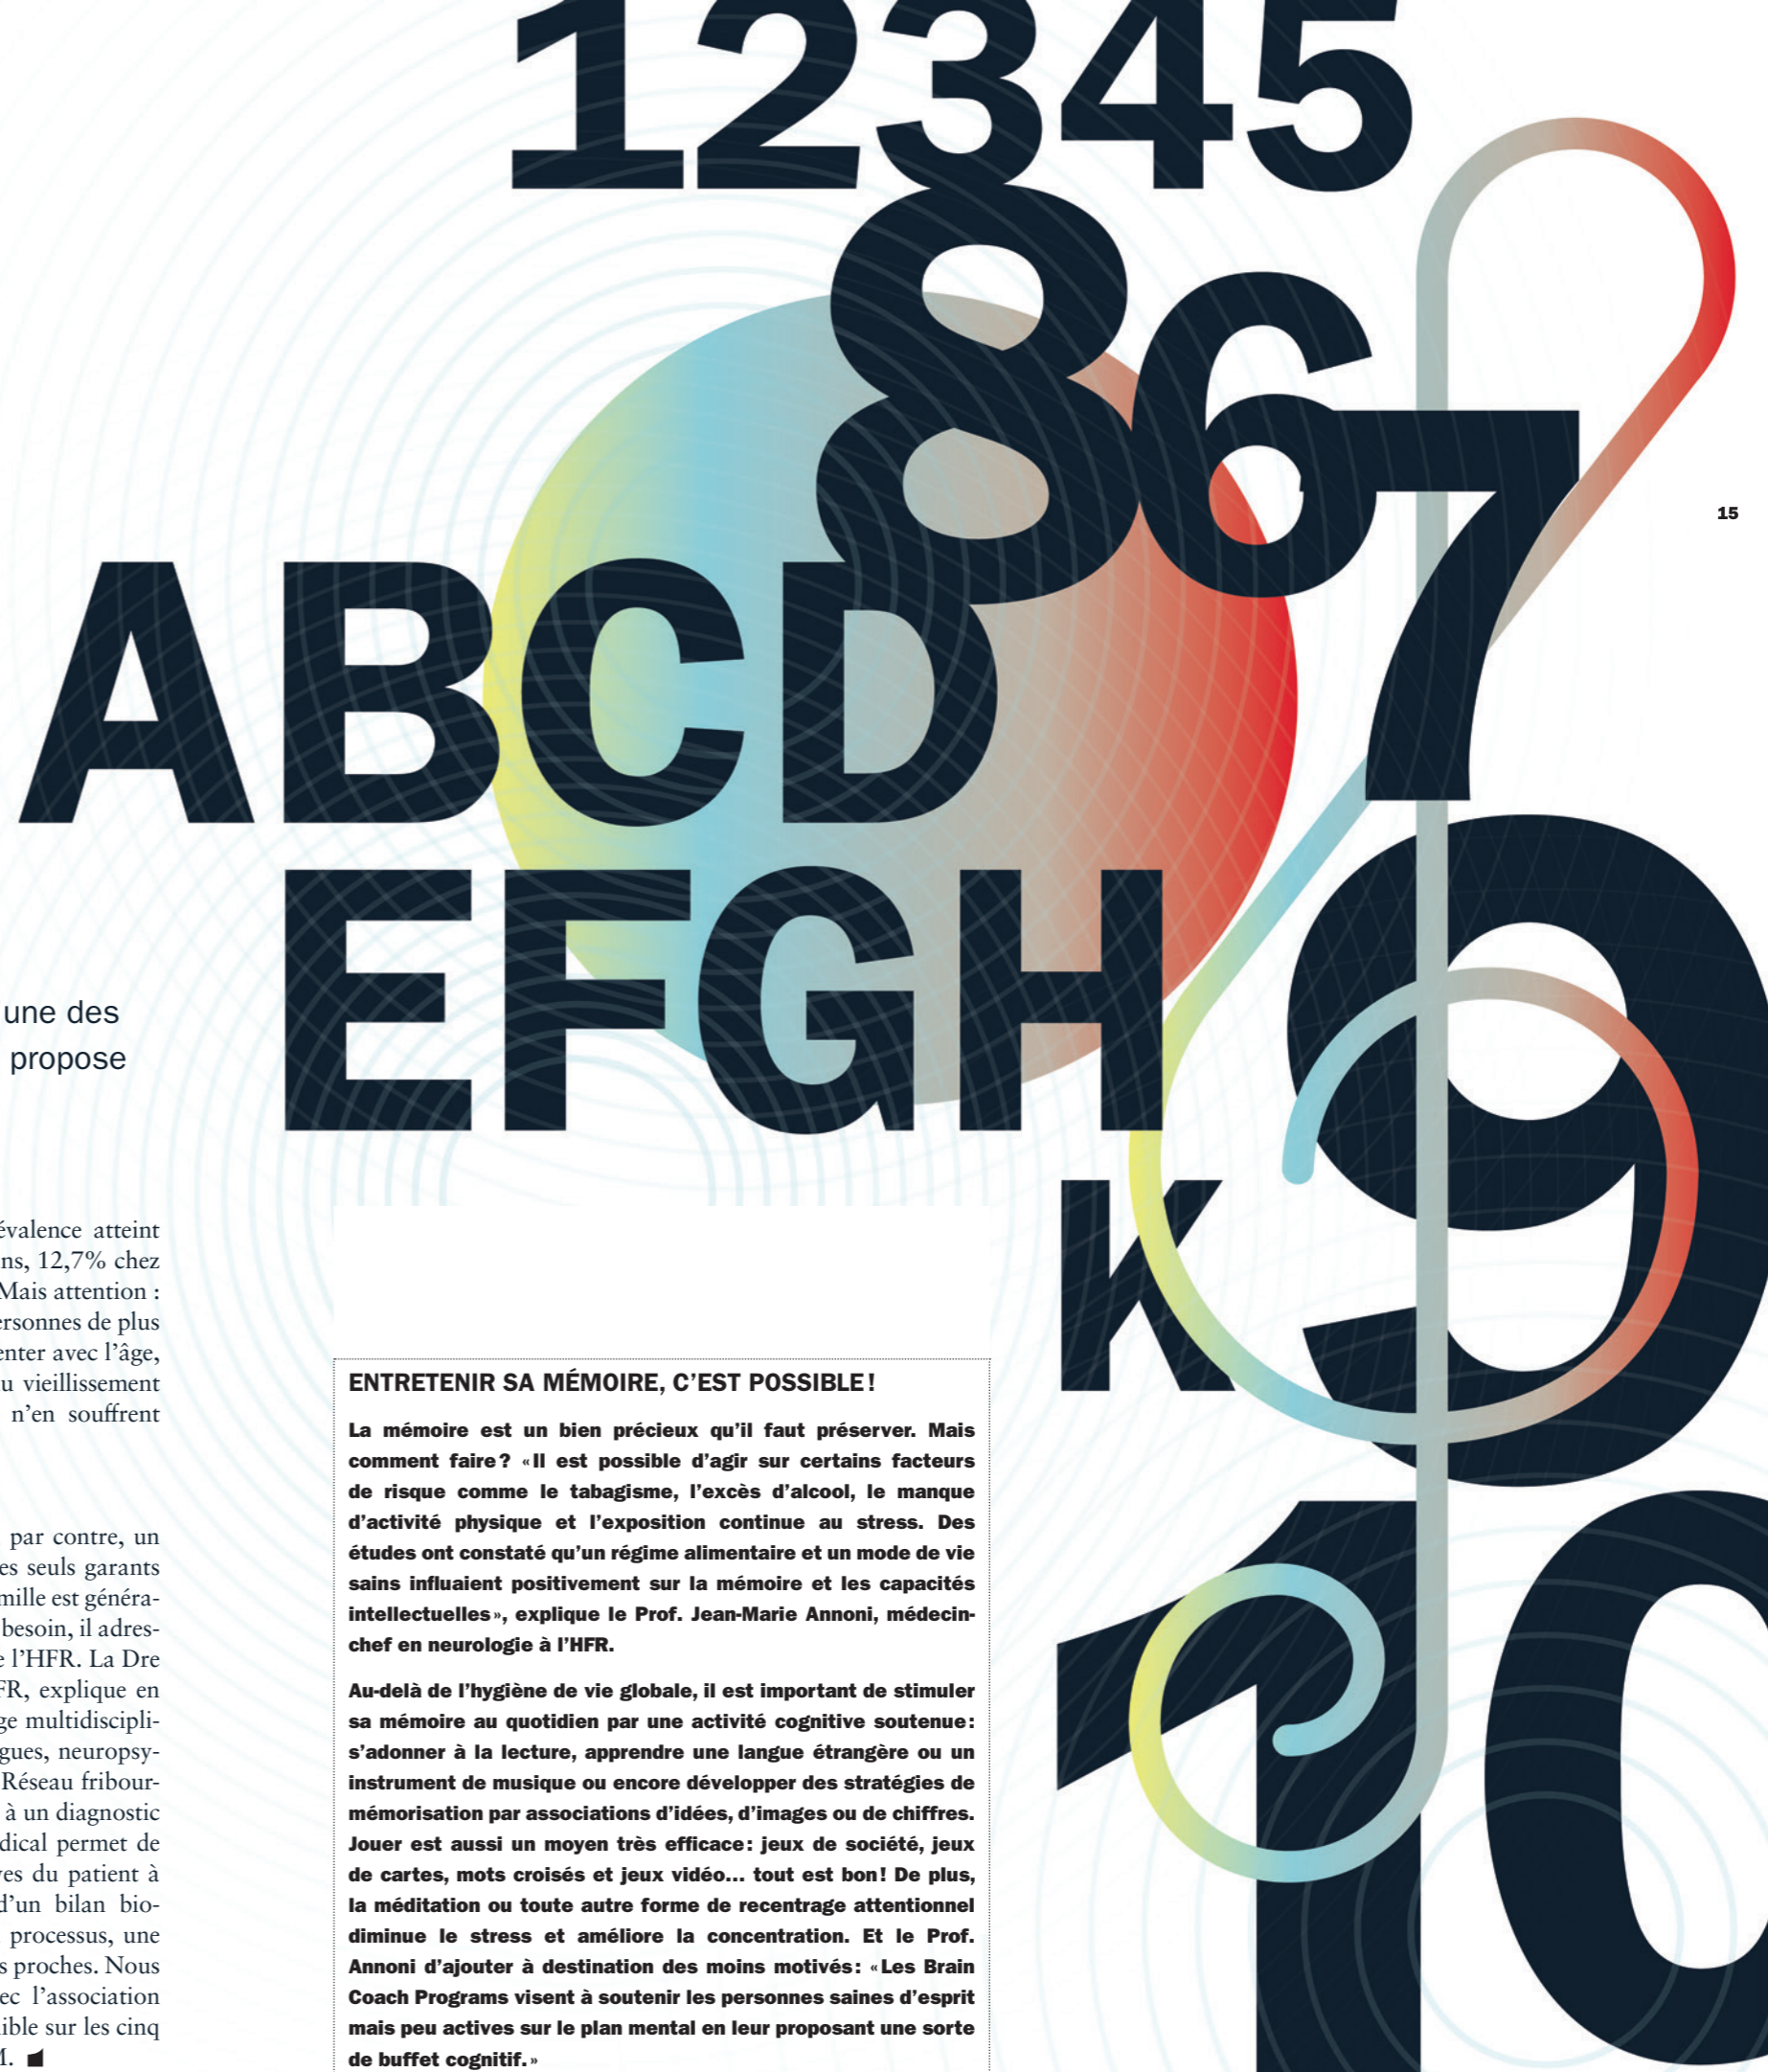 12345
8
6
7
15
ABCD
EFGH
K
9
10
une des
propose
évalence atteint
ns, 12,7% chez
Mais attention :
ersonnes de plus
enter avec l'âge,
u vieillissement
n'en souffrent
par contre, un
es seuls garants
mille est généra-
besoin, il adres-
e l'HFR. La Dre
FR, explique en
ge multidiscipli-
gues, neuropsy-
Réseau fribour-
à un diagnostic
dical permet de
ves du patient à
d'un bilan bio-
processus, une
s proches. Nous
ec l'association
nible sur les cinq
M.
ENTRETENIR SA MÉMOIRE, C'EST POSSIBLE !
La mémoire est un bien précieux qu'il faut préserver. Mais
comment faire ? « Il est possible d'agir sur certains facteurs
de risque comme le tabagisme, l'excès d'alcool, le manque
d'activité physique et l'exposition continue au stress. Des
études ont constaté qu'un régime alimentaire et un mode de vie
sains influaient positivement sur la mémoire et les capacités
intellectuelles », explique le Prof. Jean-Marie Annoni, médecin-
chef en neurologie à l'HFR.
Au-delà de l'hygiène de vie globale, il est important de stimuler
sa mémoire au quotidien par une activité cognitive soutenue :
s'adonner à la lecture, apprendre une langue étrangère ou un
instrument de musique ou encore développer des stratégies de
mémorisation par associations d'idées, d'images ou de chiffres.
Jouer est aussi un moyen très efficace : jeux de société, jeux
de cartes, mots croisés et jeux vidéo... tout est bon ! De plus,
la méditation ou toute autre forme de recentrage attentionnel
diminue le stress et améliore la concentration. Et le Prof.
Annoni d'ajouter à destination des moins motivés : « Les Brain
Coach Programs visent à soutenir les personnes saines d'esprit
mais peu actives sur le plan mental en leur proposant une sorte
de buffet cognitif. »